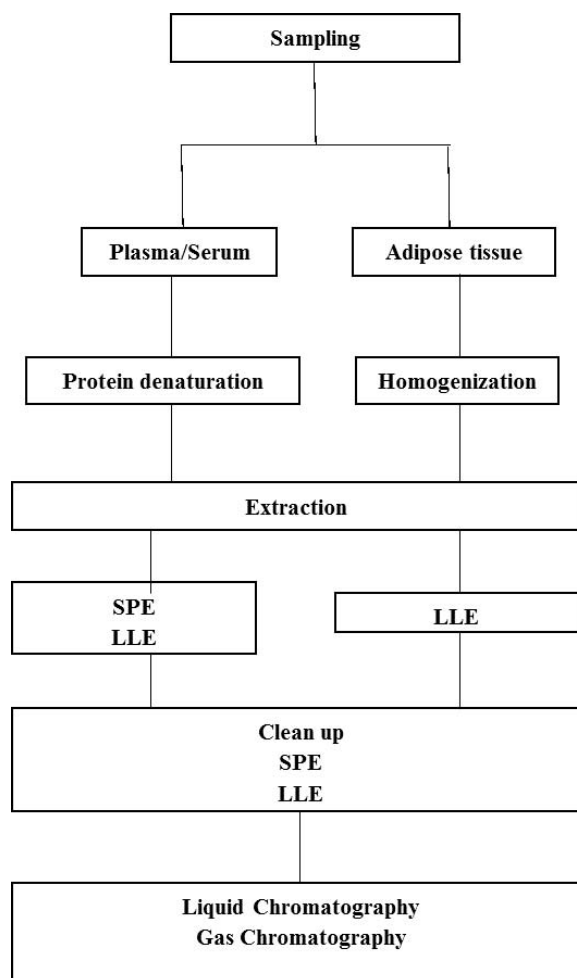 Sampling
Plasma/Serum
Adipose tissue
Protein denaturation
Homogenization
Extraction
SPE
LLE
LLE
Clean up
SPE
LLE
Liquid Chromatography
Gas Chromatography